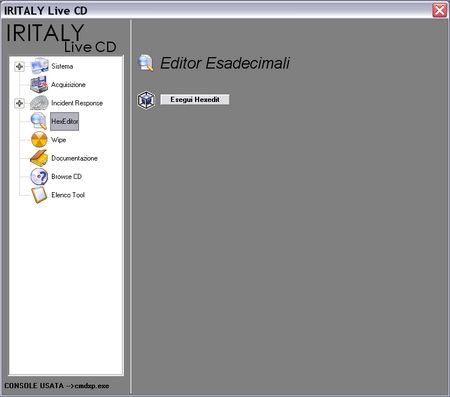 IRITALY Live CD
IRITALY
Live CD
Sistema
Acquisizione
Incident Response
HexEditor
Wipe
Documentazione
Browse CD
Elenco Tool
Editor Esadecimali
Esegui Hexedit
CONSOLE USATA -->cmdxp.exe